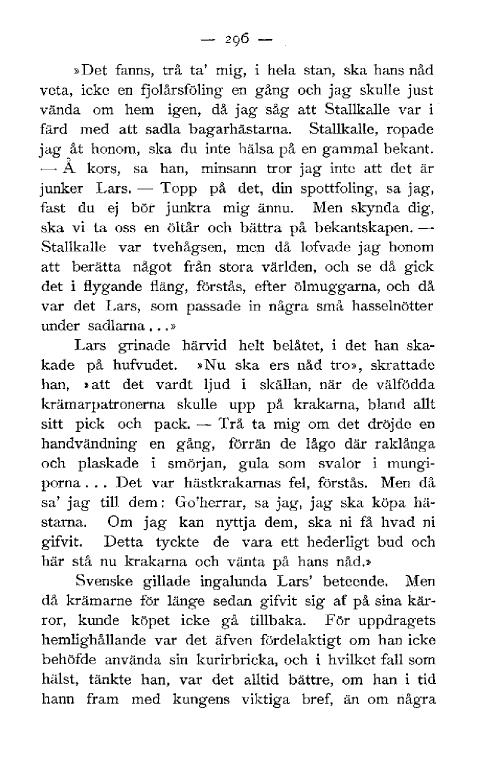 — 296 —
»Det fanns, trå ta' mig, i hela stan, ska hans nåd
veta, icke en fjolårsföling en gång och jag skulle just
vända om hem igen, då jag såg att Stallkalle var i
färd med att sadla bagarhästarna. Stallkalle, ropade
jag åt honom, ska du inte hälsa på en gammal bekant.
— Å kors, sa han, minsann tror jag inte att det är
junker Lars. — Topp på det, din spottfoling, sa jag,
fast du ej bör junkra mig ännu. Men skynda dig,
ska vi ta oss en öltår och bättra på bekantskapen. —
Stallkalle var tvehågsen, men då lofvade jag honom
att berätta något från stora världen, och se då gick
det i flygande fläng, förstås, efter ölmuggarna, och då
var det Lars, som passade in några små hasselnötter
under sadlarna . . .»
Lars grinade härvid helt belåtet, i det han ska-
kade på hufvudet. »Nu ska ers nåd tro», skrattade
han, »att det vardt ljud i skällan, när de välfödda
krämarpatronerna skulle upp på krakarna, bland allt
sitt pick och pack. — Trå ta mig om det dröjde en
handvändning en gång, förrän de lågo där raklånga
och plaskade i smörjan, gula som svalor i mungi-
porna . . . Det var hästkrakarnas fel, förstås. Men då
sa' jag till dem: Go'herrar, sa jag, jag ska köpa hä-
starna. Om jag kan nyttja dem, ska ni få hvad ni
gifvit. Detta tyckte de vara ett hederligt bud och
här stå nu krakarna och vänta på hans nåd.»
Svenske gillade ingalunda Lars' beteende. Men
då krämarne för länge sedan gifvit sig af på sina kär-
ror, kunde köpet icke gå tillbaka. För uppdragets
hemlighållande var det äfven fördelaktigt om han icke
behöfde använda sin kurirbricka, och i hvilket fall som
hälst, tänkte han, var det alltid bättre, om han i tid
hann fram med kungens viktiga bref, än om några